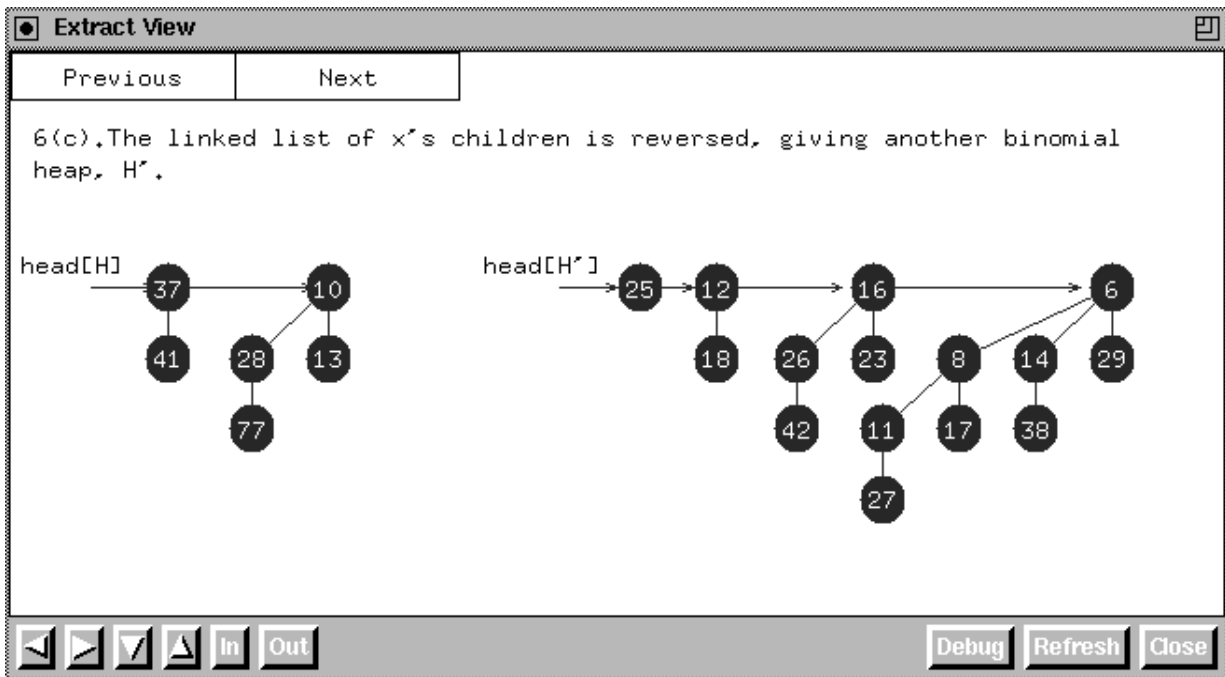 Extract View
Previous Next
6(c).The linked list of x's children is reversed, giving another binomial
heap, H'.
head[H] 37 10 head[H'] 25 12 16 6
41 28 13 18 26 23 8 14 29
77 42 11 17 38
27
In Out Debug Refresh Close